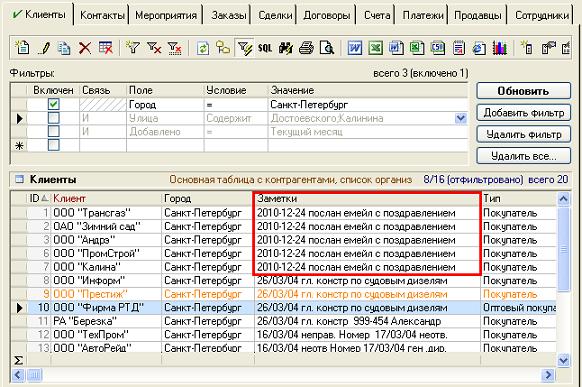 Клиенты Контакты Мероприятия Заказы Сделки Договоры Счета Платежи Продавцы Сотрудники
SQL
Фильтры: всего 3 (включено 1)
Включен Связь Поле Условие Значение
Город = Санкт-Петербург
И Улица Содержит Достоевского;Калинина
И Добавлено = Текущий месяц
Обновить
Добавить фильтр
Удалить фильтр
Удалить все...
Клиенты Основная таблица с контрагентами, список организ 8/16 (отфильтровано) всего 20
ID Клиент Город Заметки Тип
1 ООО "Трансгаз" Санкт-Петербург 2010-12-24 послан емейл с поздравлением Покупатель
2 ОАО "Зимний сад" Санкт-Петербург 2010-12-24 послан емейл с поздравлением Покупатель
3 ООО "Андрэ" Санкт-Петербург 2010-12-24 послан емейл с поздравлением Покупатель
6 ООО "ПромСтрой" Санкт-Петербург 2010-12-24 послан емейл с поздравлением Покупатель
7 ООО "Калина" Санкт-Петербург 2010-12-24 послан емейл с поздравлением Покупатель
8 ООО "Информ" Санкт-Петербург 26/03/04 гл. констр по судовым дизелям Покупатель
9 ООО "Престиж" Санкт-Петербург 26/03/04 гл. констр по судовым дизелям Покупатель
10 ООО "Фирма РТД" Санкт-Петербург 26/03/04 гл. констр по судовым дизелям Оптовый покупа
11 РА "Березка" Санкт-Петербург 26/03/04 гл. констр 999-454 Александр Покупатель
12 ООО "ТехПром" Санкт-Петербург 16/03/04 неправ. Номер 17/03/04 неотв. Покупатель
13 ООО "АвтоРейд" Санкт-Петербург 16/03/04 неотв Номер 17/03/04 ген.дир. Покупатель
Σ